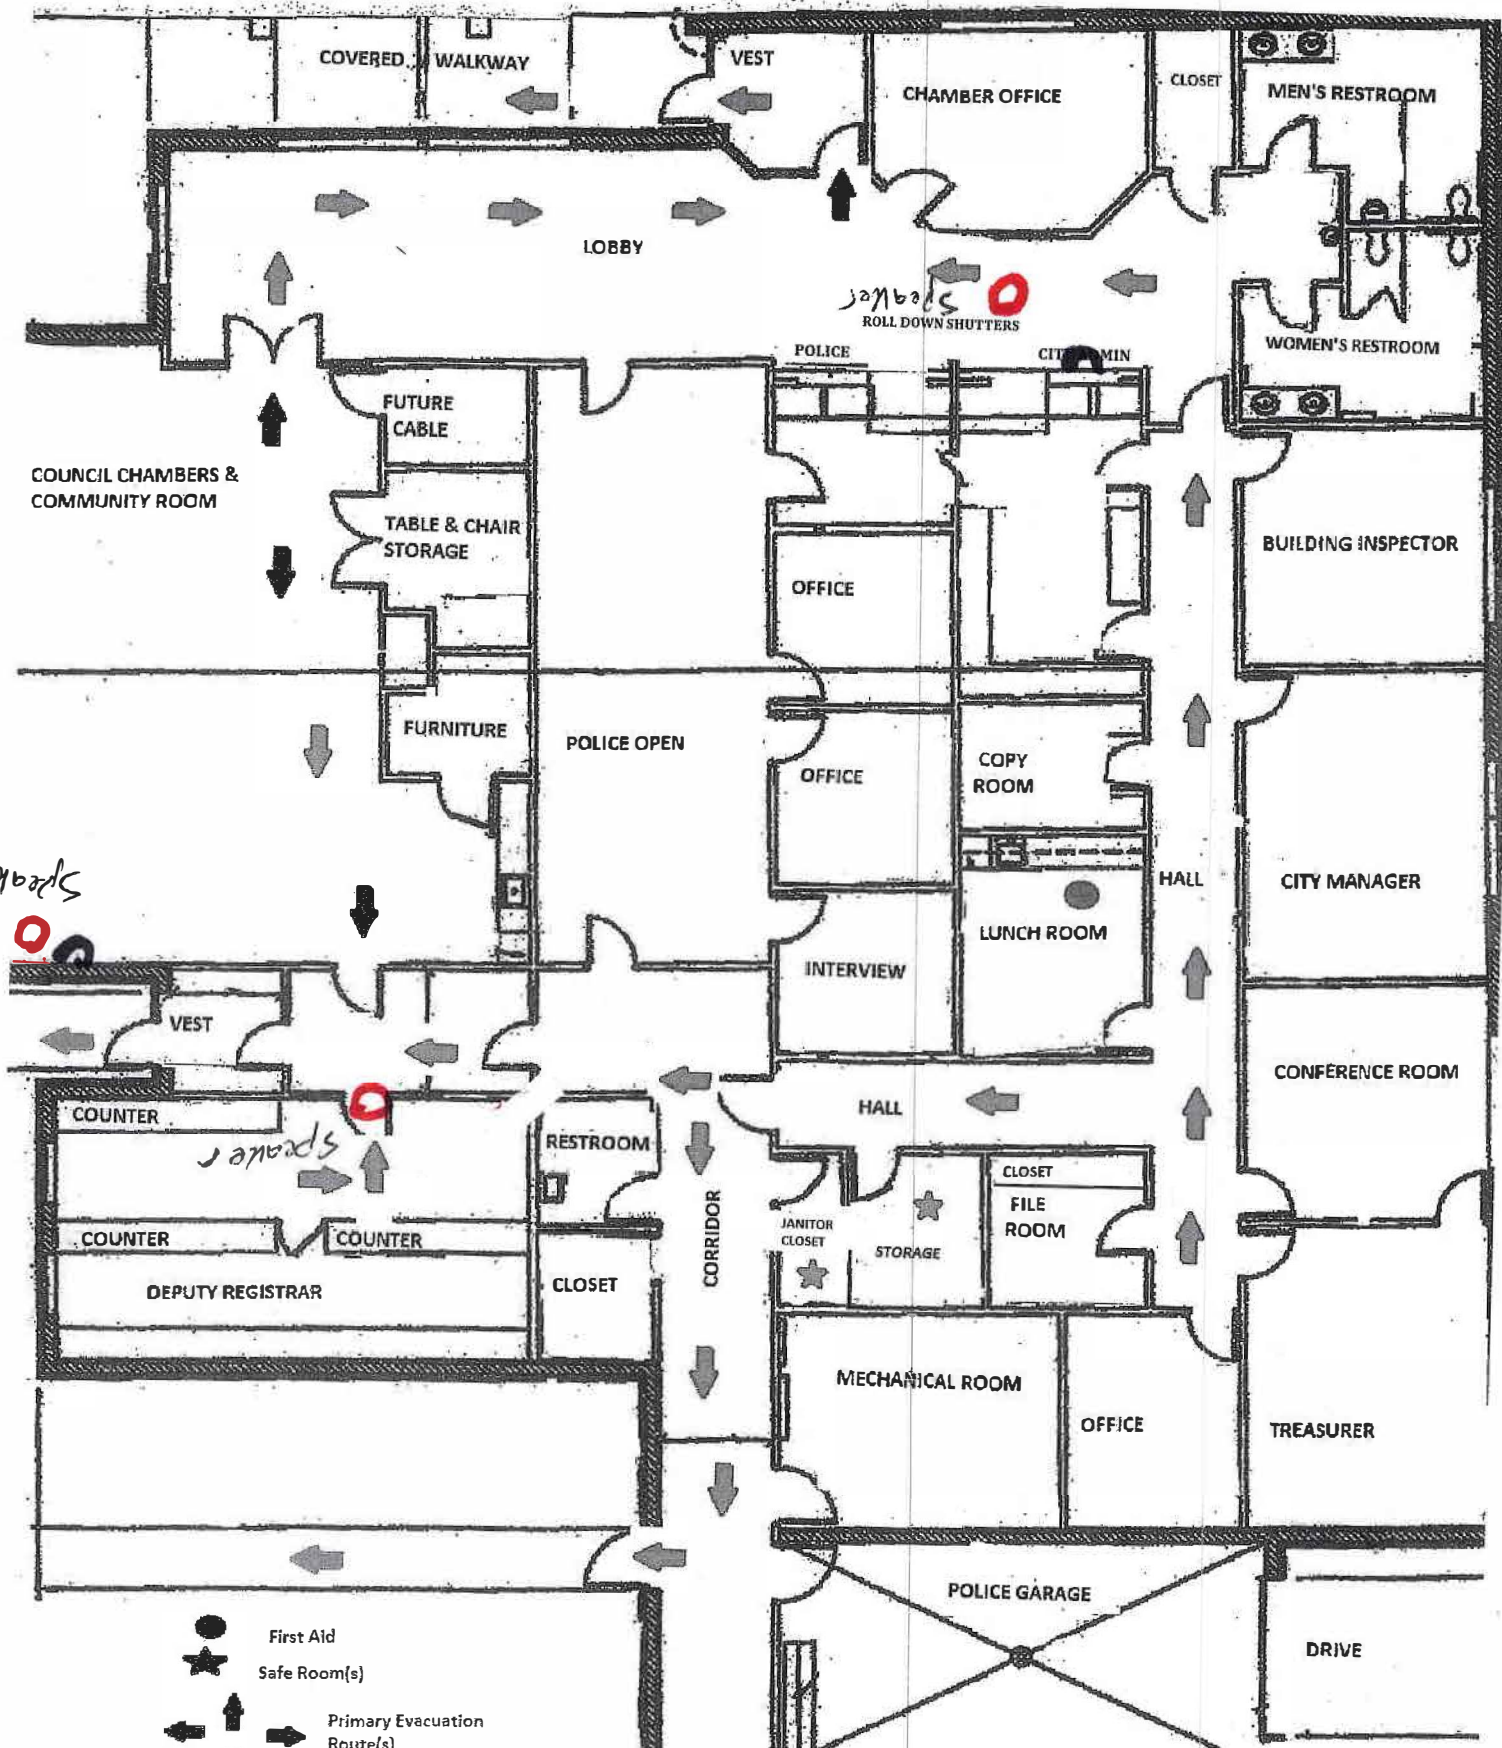 COVERED
WALKWAY
VEST
CHAMBER OFFICE
CLOSET
MEN'S RESTROOM
LOBBY
Speaker
ROLL DOWN SHUTTERS
POLICE
CITY ADMIN
WOMEN'S RESTROOM
FUTURE
CABLE
COUNCIL CHAMBERS &
COMMUNITY ROOM
TABLE & CHAIR
STORAGE
OFFICE
BUILDING INSPECTOR
FURNITURE
POLICE OPEN
OFFICE
COPY
ROOM
HALL
CITY MANAGER
LUNCH ROOM
INTERVIEW
VEST
CONFERENCE ROOM
COUNTER
HALL
Speaker
RESTROOM
CORRIDOR
CLOSET
FILE
ROOM
JANITOR
CLOSET
STORAGE
COUNTER
COUNTER
DEPUTY REGISTRAR
CLOSET
MECHANICAL ROOM
OFFICE
TREASURER
POLICE GARAGE
DRIVE
First Aid
Safe Room(s)
Primary Evacuation
Route(s)